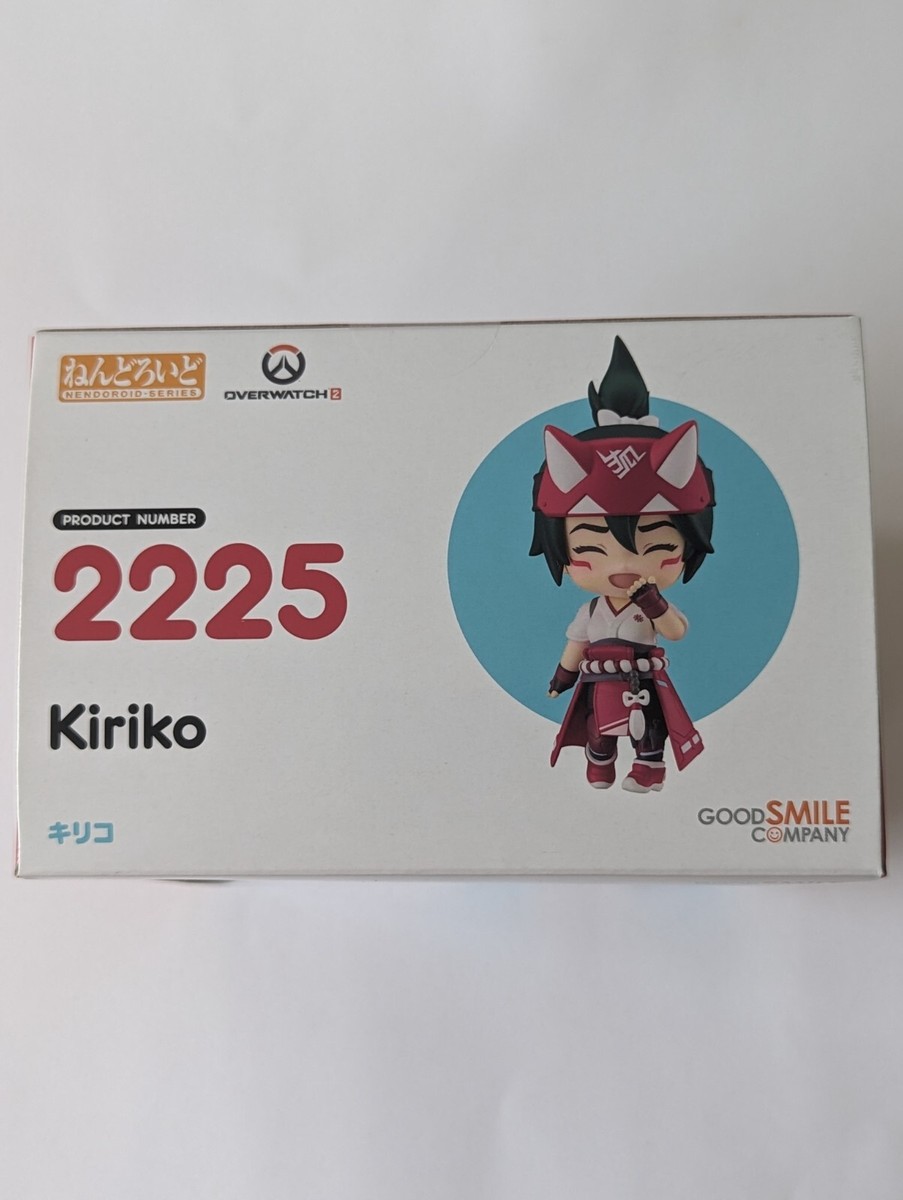 ねんどろいど
NENDOROID-SERIES
OVERWATCH 2
PRODUCT NUMBER
2225
Kiriko
キリコ
GOOD SMILE
COMPANY